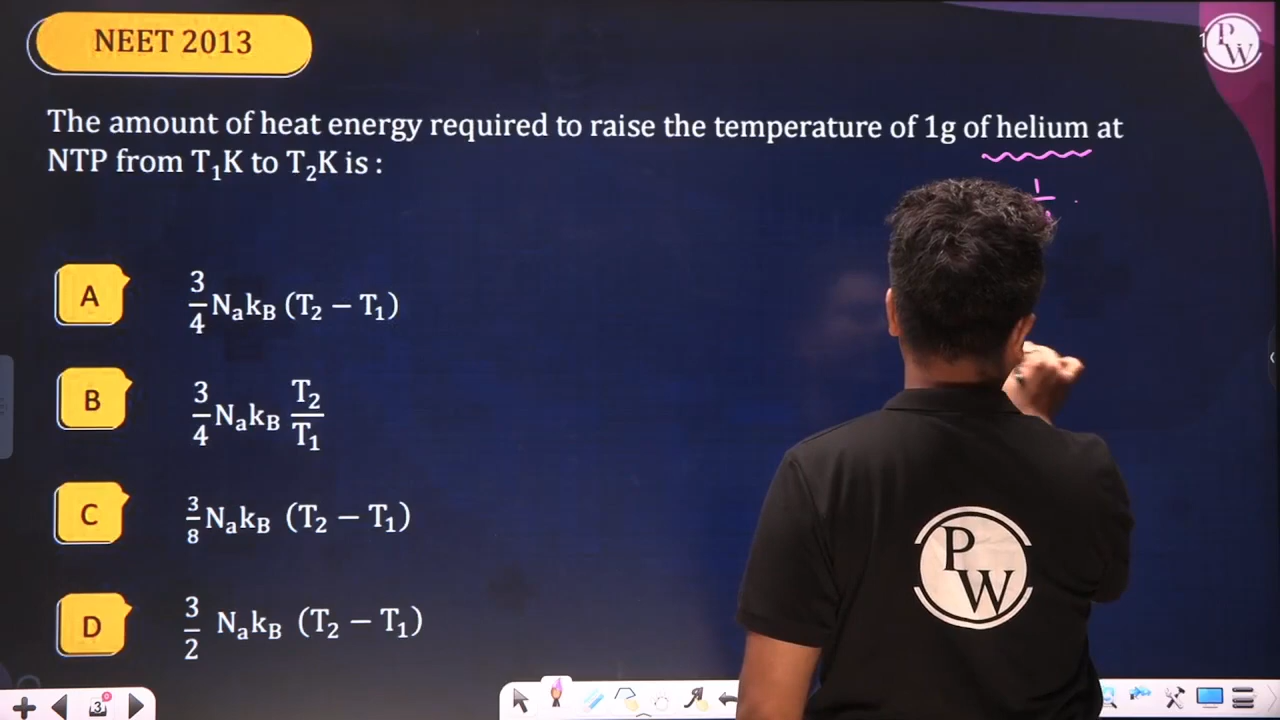 NEET 2013
PW
The amount of heat energy required to raise the temperature of 1g of helium at
NTP from T₁K to T₂K is :
A 3/4 NₐkB (T₂ − T₁)
B 3/4 NₐkB T₂/T₁
C 3/8 NₐkB (T₂ − T₁)
D 3/2 NₐkB (T₂ − T₁)
PW
3